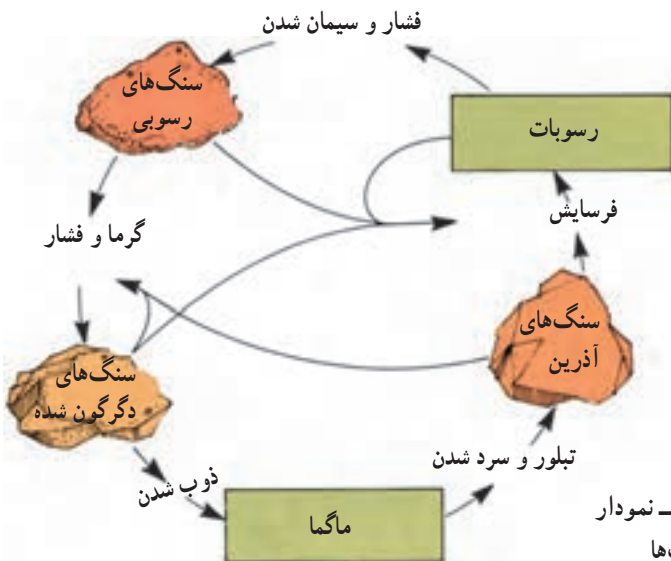 فشار و سیمان شدن
سنگ‌های
رسوبی
رسوبات
فرسایش
گرما و فشار
سنگ‌های
آذرین
سنگ‌های
دگرگون شده
تبلور و سرد شدن
ذوب شدن
ماگما
ـ نمودار